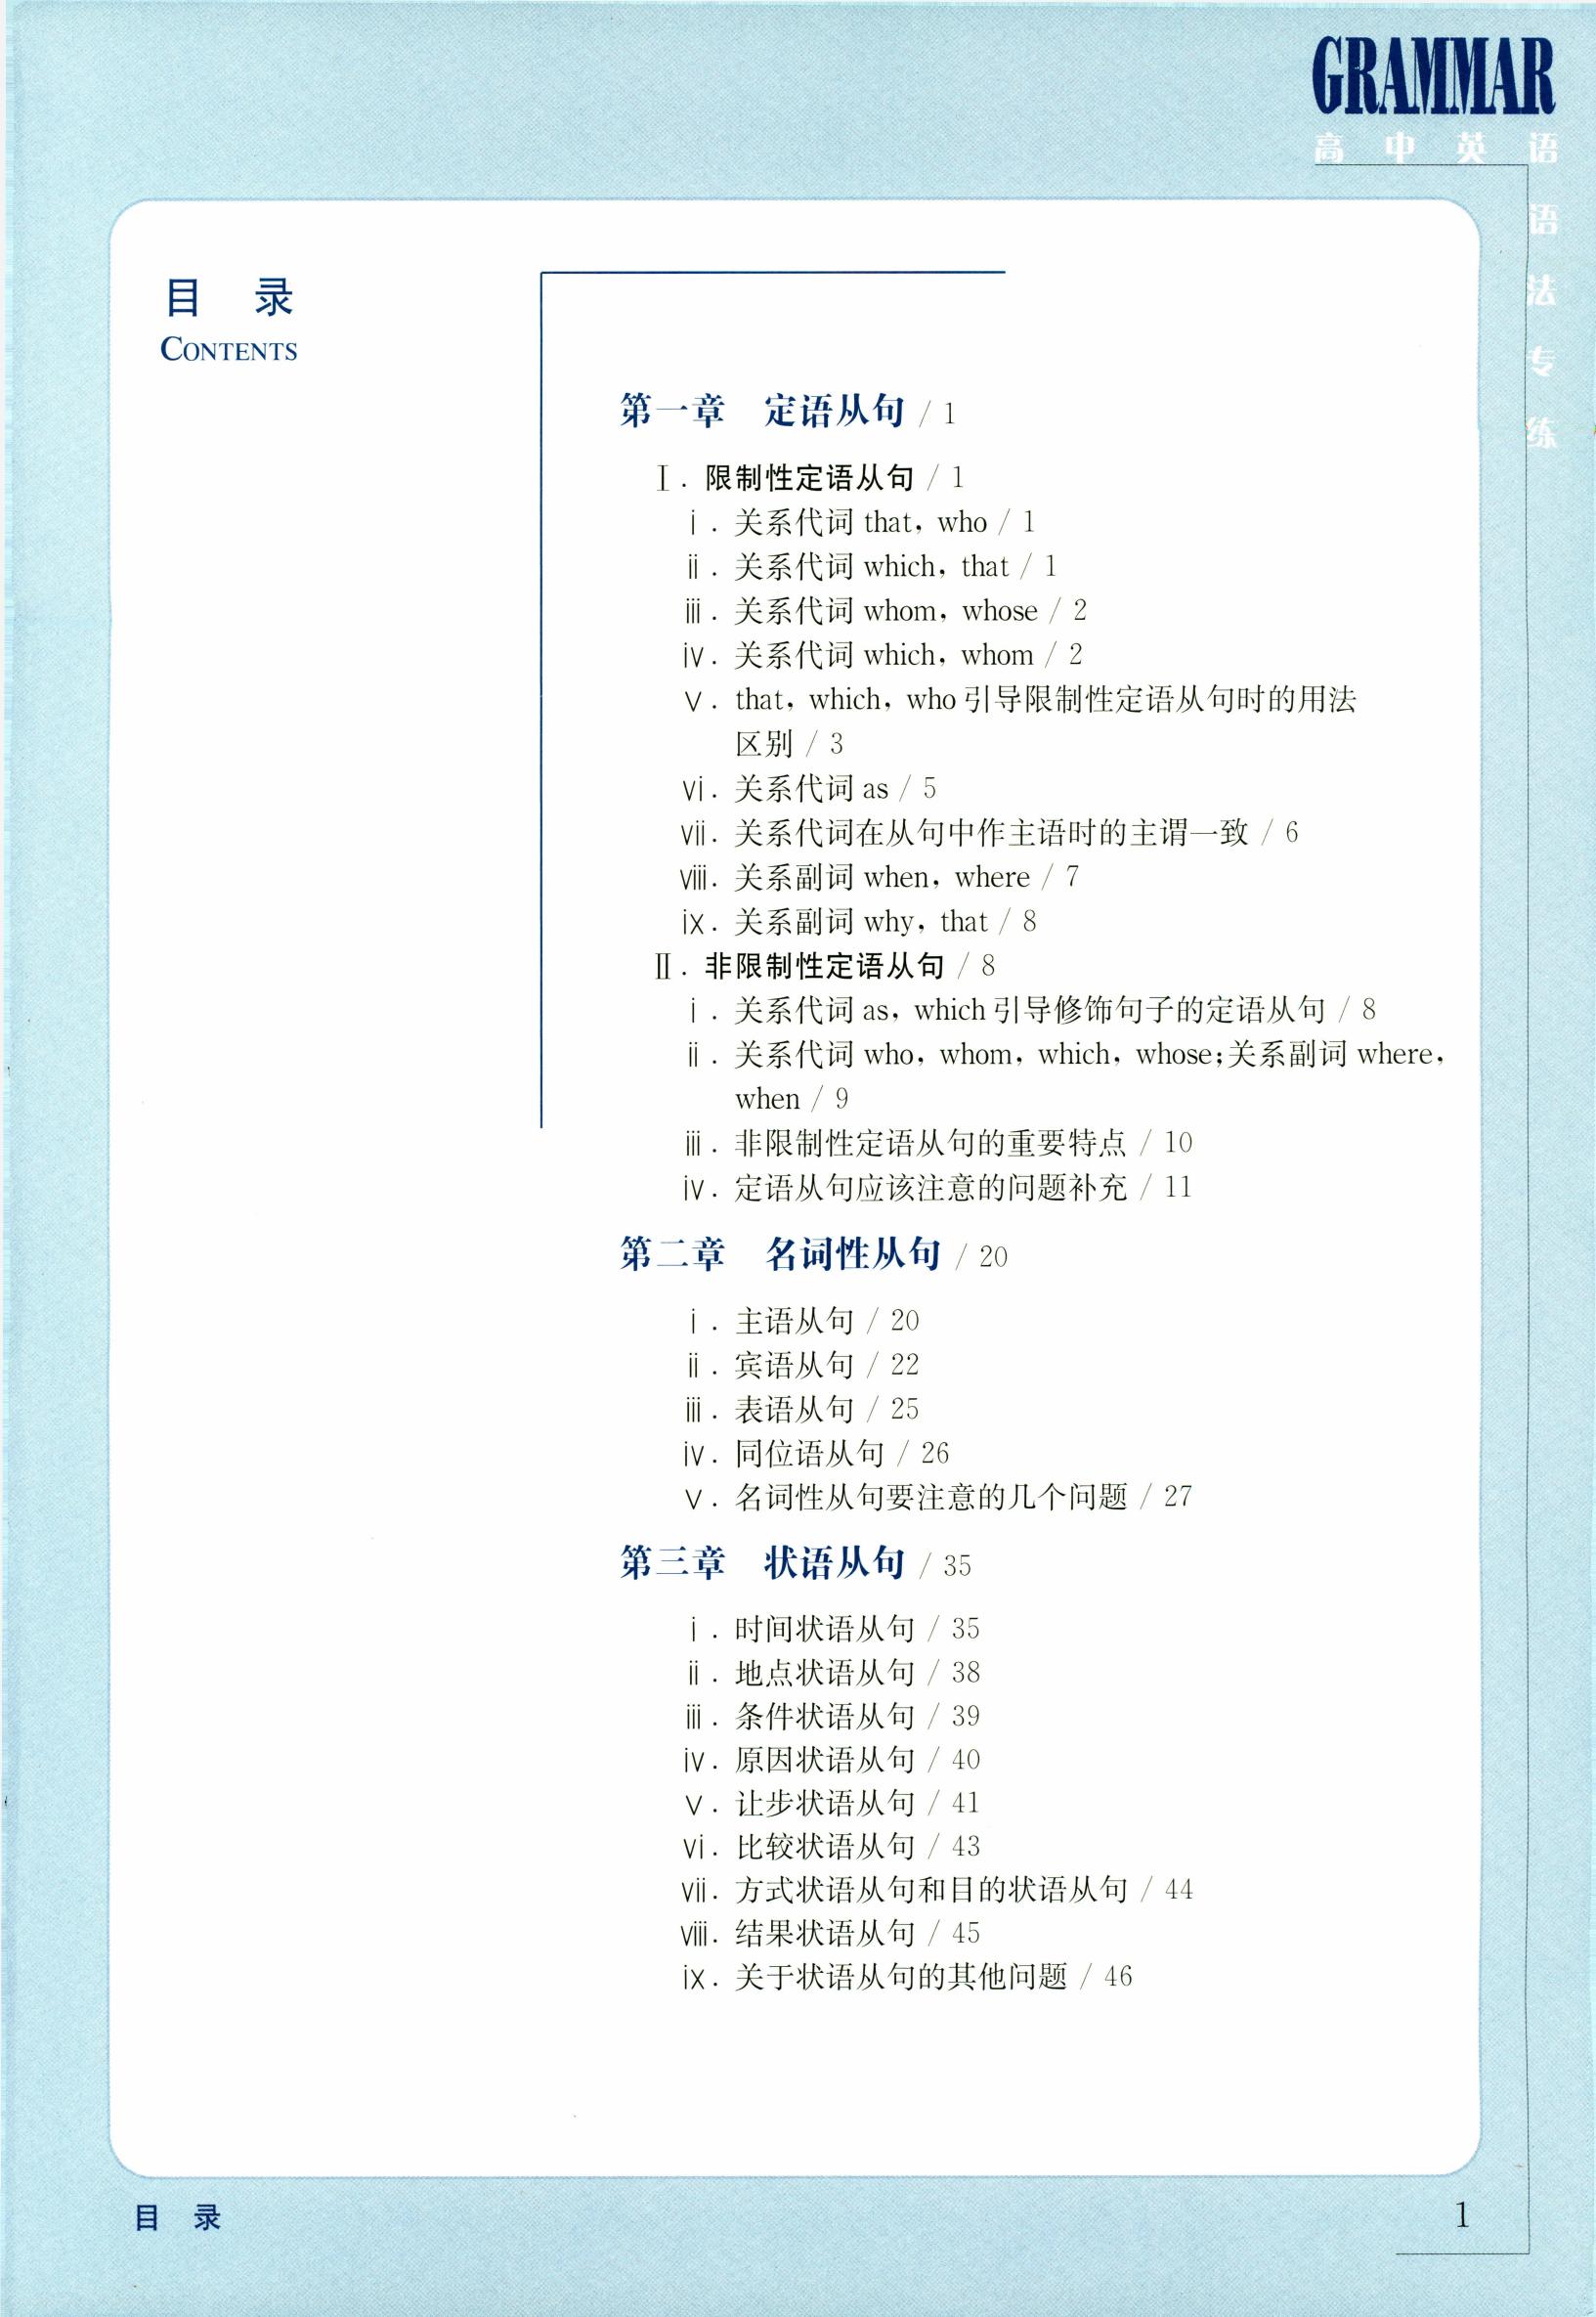 GRAMMAR
高中英语
语
法
专
练
目 录
CONTENTS
第一章 定语从句 / 1
Ⅰ. 限制性定语从句 / 1
ⅰ. 关系代词 that, who / 1
ⅱ. 关系代词 which, that / 1
ⅲ. 关系代词 whom, whose / 2
ⅳ. 关系代词 which, whom / 2
ⅴ. that, which, who引导限制性定语从句时的用法
区别 / 3
ⅵ. 关系代词 as / 5
ⅶ. 关系代词在从句中作主语时的主谓一致 / 6
ⅷ. 关系副词 when, where / 7
ⅸ. 关系副词 why, that / 8
Ⅱ. 非限制性定语从句 / 8
ⅰ. 关系代词 as, which引导修饰句子的定语从句 / 8
ⅱ. 关系代词 who, whom, which, whose;关系副词 where,
when / 9
ⅲ. 非限制性定语从句的重要特点 / 10
ⅳ. 定语从句应该注意的问题补充 / 11
第二章 名词性从句 / 20
ⅰ. 主语从句 / 20
ⅱ. 宾语从句 / 22
ⅲ. 表语从句 / 25
ⅳ. 同位语从句 / 26
ⅴ. 名词性从句要注意的几个问题 / 27
第三章 状语从句 / 35
ⅰ. 时间状语从句 / 35
ⅱ. 地点状语从句 / 38
ⅲ. 条件状语从句 / 39
ⅳ. 原因状语从句 / 40
ⅴ. 让步状语从句 / 41
ⅵ. 比较状语从句 / 43
ⅶ. 方式状语从句和目的状语从句 / 44
ⅷ. 结果状语从句 / 45
ⅸ. 关于状语从句的其他问题 / 46
目 录
1